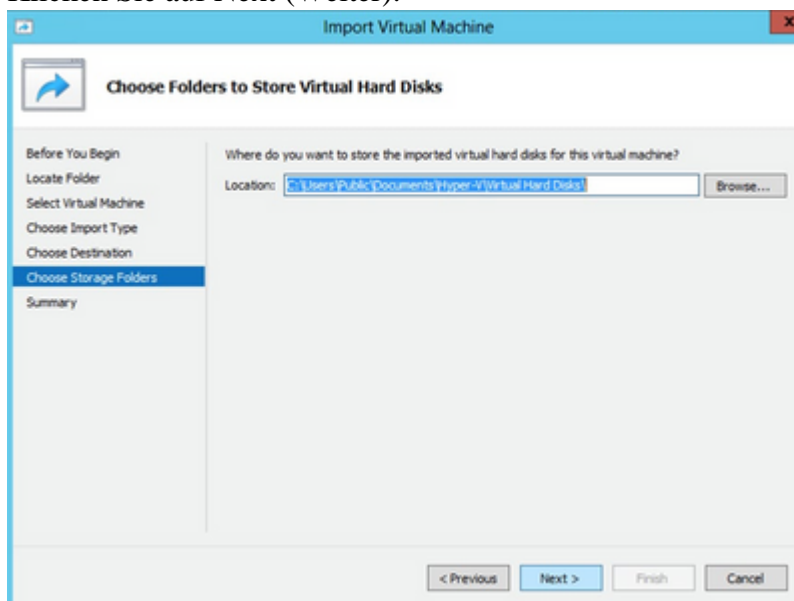 Klicken Sie auf Next (Weiter).
Import Virtual Machine
x
Choose Folders to Store Virtual Hard Disks
Before You Begin
Locate Folder
Select Virtual Machine
Choose Import Type
Choose Destination
Choose Storage Folders
Summary
Where do you want to store the imported virtual hard disks for this virtual machine?
Location: C:\Users\Public\Documents\Hyper-V\Virtual Hard Disks\ Browse...
< Previous Next > Finish Cancel